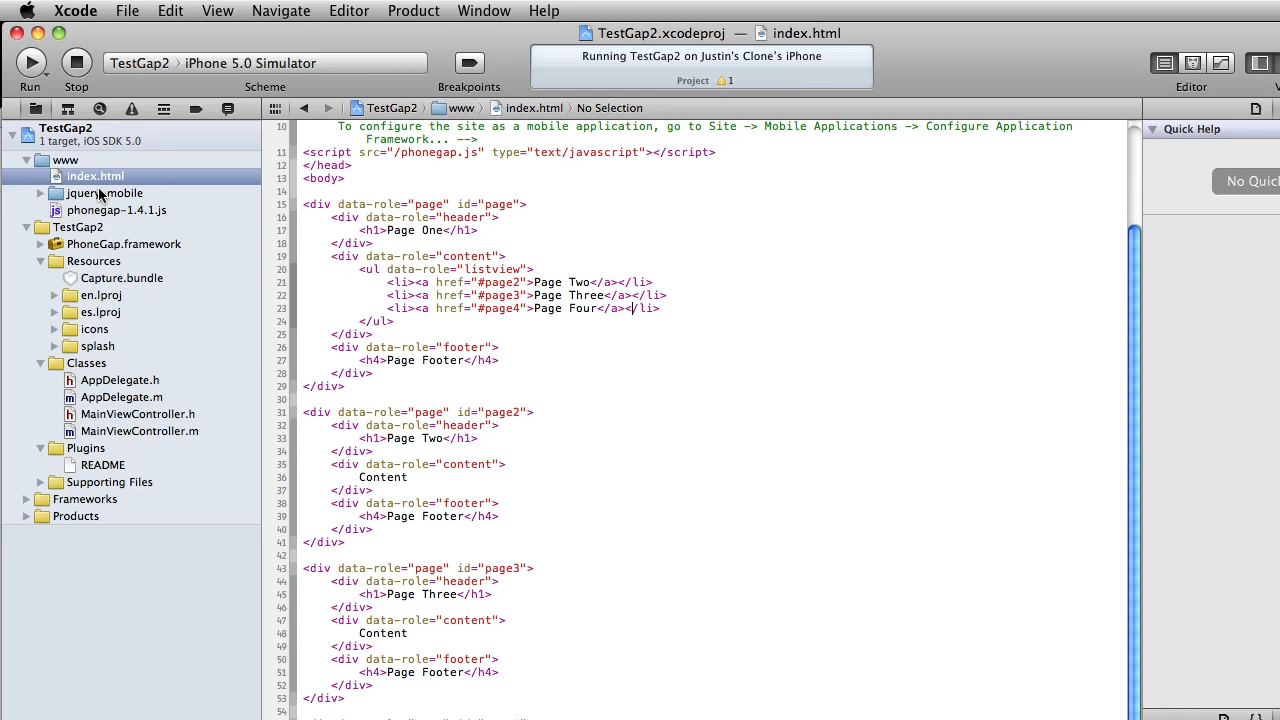 Xcode File Edit View Navigate Editor Product Window Help
TestGap2.xcodeproj — index.html
Run Stop TestGap2 iPhone 5.0 Simulator
Scheme
Breakpoints
Running TestGap2 on Justin's Clone's iPhone
Project 1
Editor
TestGap2 www index.html No Selection
TestGap2
1 target, iOS SDK 5.0
www
index.html
jquery.mobile
phonegap-1.4.1.js
TestGap2
PhoneGap.framework
Resources
Capture.bundle
en.lproj
es.lproj
icons
splash
Classes
AppDelegate.h
AppDelegate.m
MainViewController.h
MainViewController.m
Plugins
README
Supporting Files
Frameworks
Products
10 To configure the site as a mobile application, go to Site -> Mobile Applications -> Configure Application
Framework... -->
11 <script src="/phonegap.js" type="text/javascript"></script>
12 </head>
13 <body>
14
15 <div data-role="page" id="page">
16 <div data-role="header">
17 <h1>Page One</h1>
18 </div>
19 <div data-role="content">
20 <ul data-role="listview">
21 <li><a href="#page2">Page Two</a></li>
22 <li><a href="#page3">Page Three</a></li>
23 <li><a href="#page4">Page Four</a></li>
24 </ul>
25 </div>
26 <div data-role="footer">
27 <h4>Page Footer</h4>
28 </div>
29 </div>
30
31 <div data-role="page" id="page2">
32 <div data-role="header">
33 <h1>Page Two</h1>
34 </div>
35 <div data-role="content">
36 Content
37 </div>
38 <div data-role="footer">
39 <h4>Page Footer</h4>
40 </div>
41 </div>
42
43 <div data-role="page" id="page3">
44 <div data-role="header">
45 <h1>Page Three</h1>
46 </div>
47 <div data-role="content">
48 Content
49 </div>
50 <div data-role="footer">
51 <h4>Page Footer</h4>
52 </div>
53 </div>
54
Quick Help
No Quic